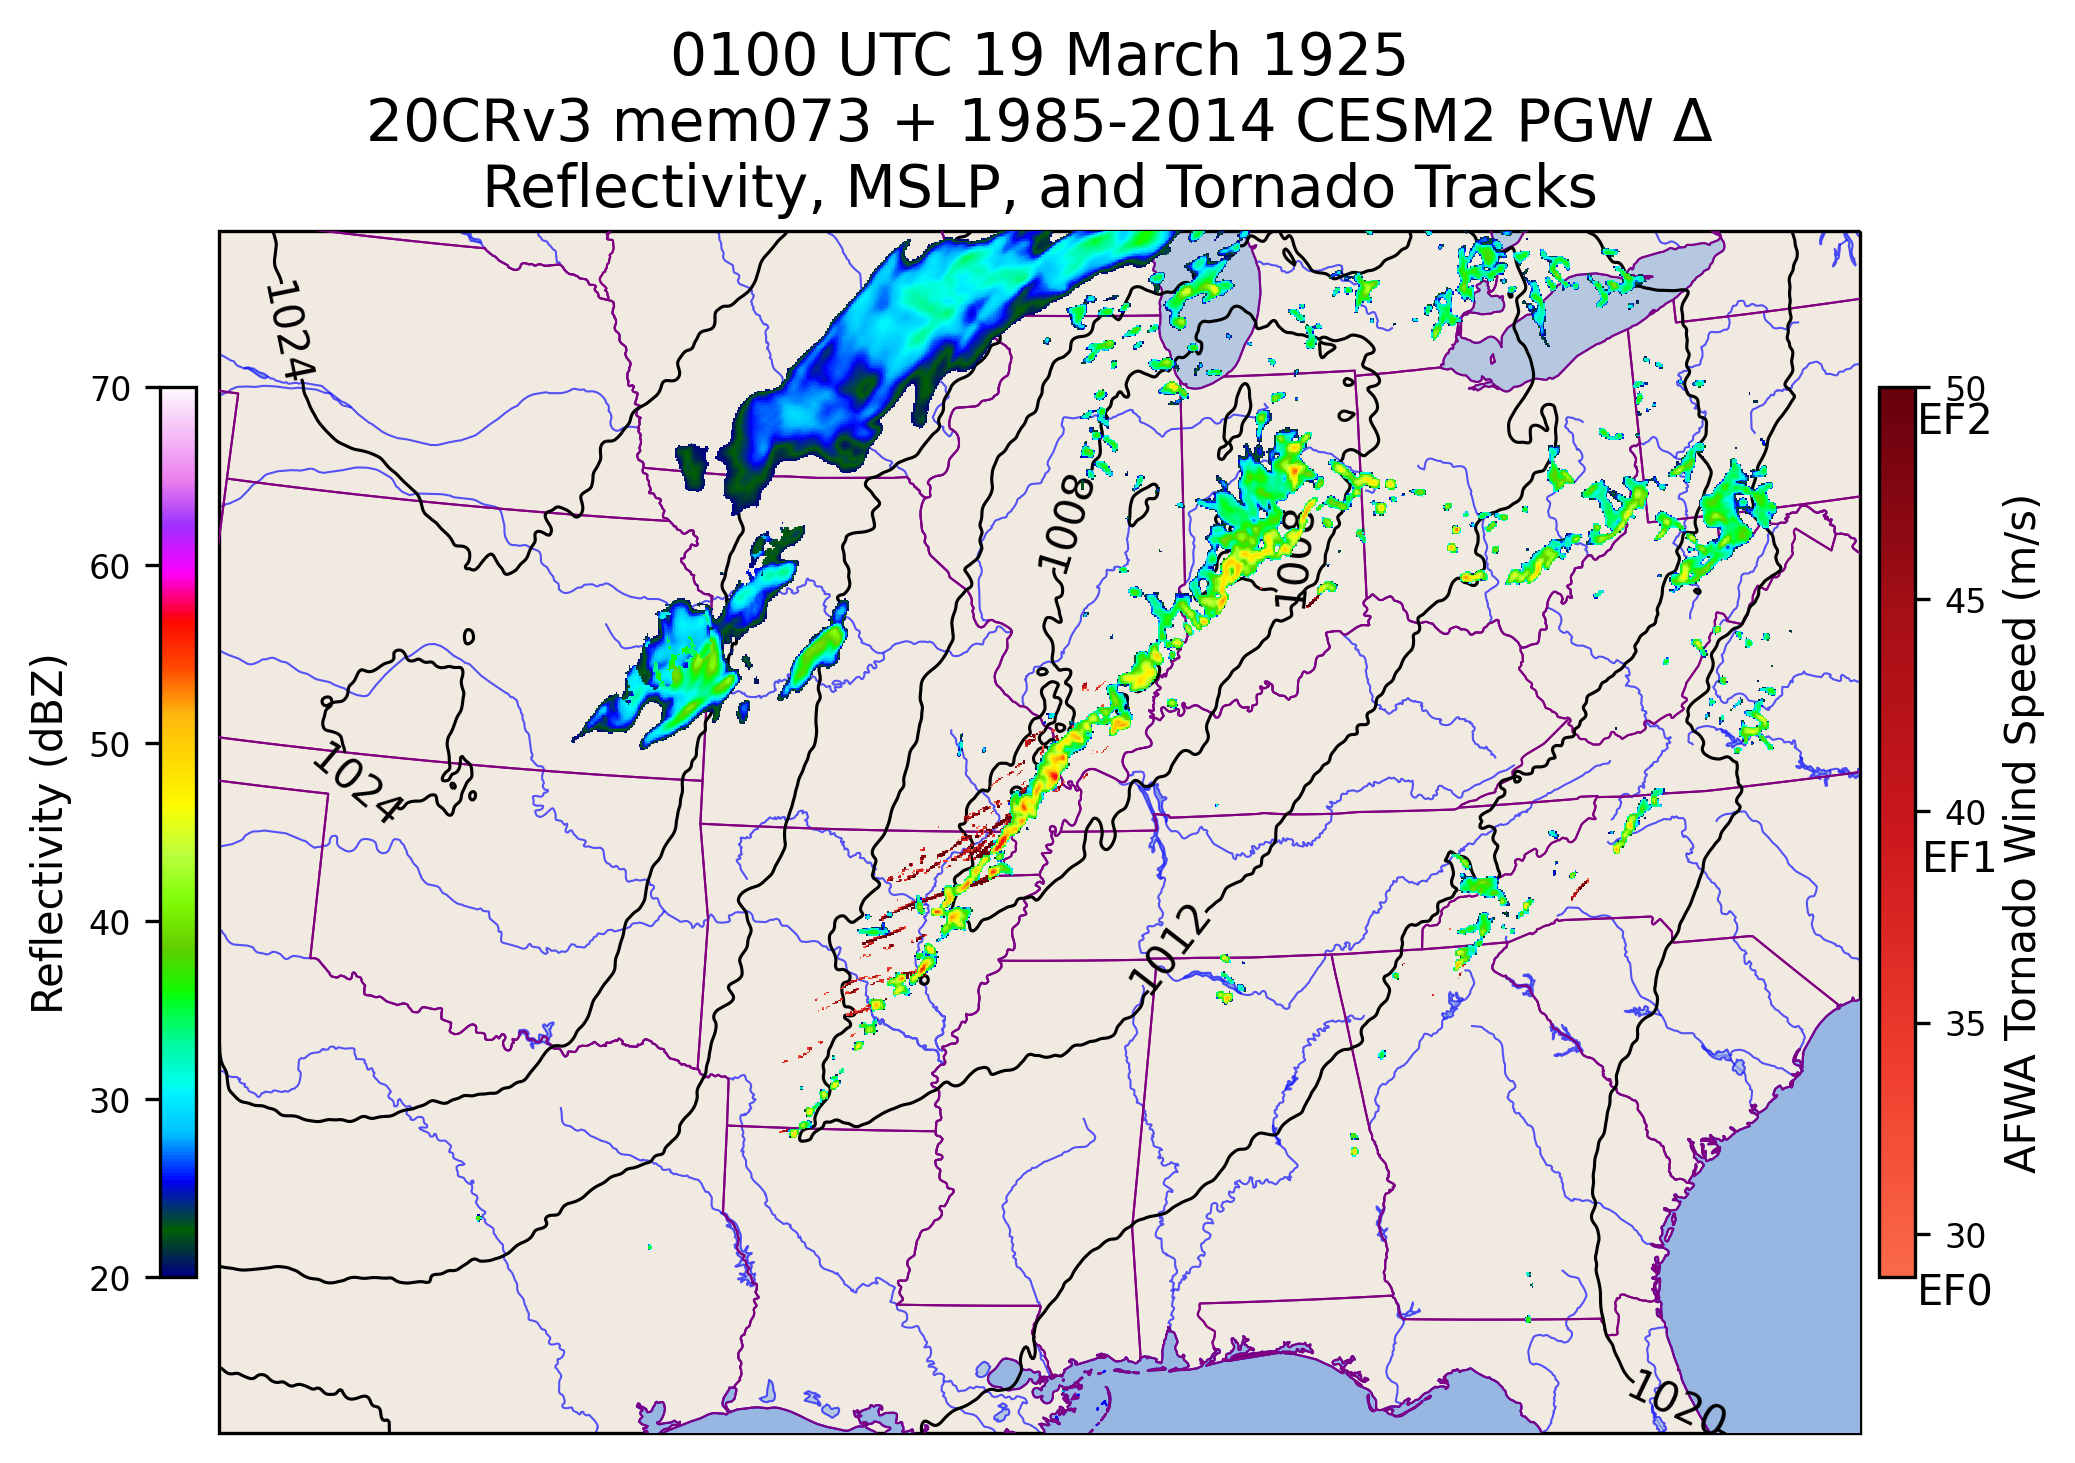 0100 UTC 19 March 1925
20CRv3 mem073 + 1985-2014 CESM2 PGW Δ
Reflectivity, MSLP, and Tornado Tracks
70
60
50
40
30
20
Reflectivity (dBZ)
1024
1024
1008
1008
1012
1020
50
EF2
45
40
EF1
35
30
EF0
AFWA Tornado Wind Speed (m/s)